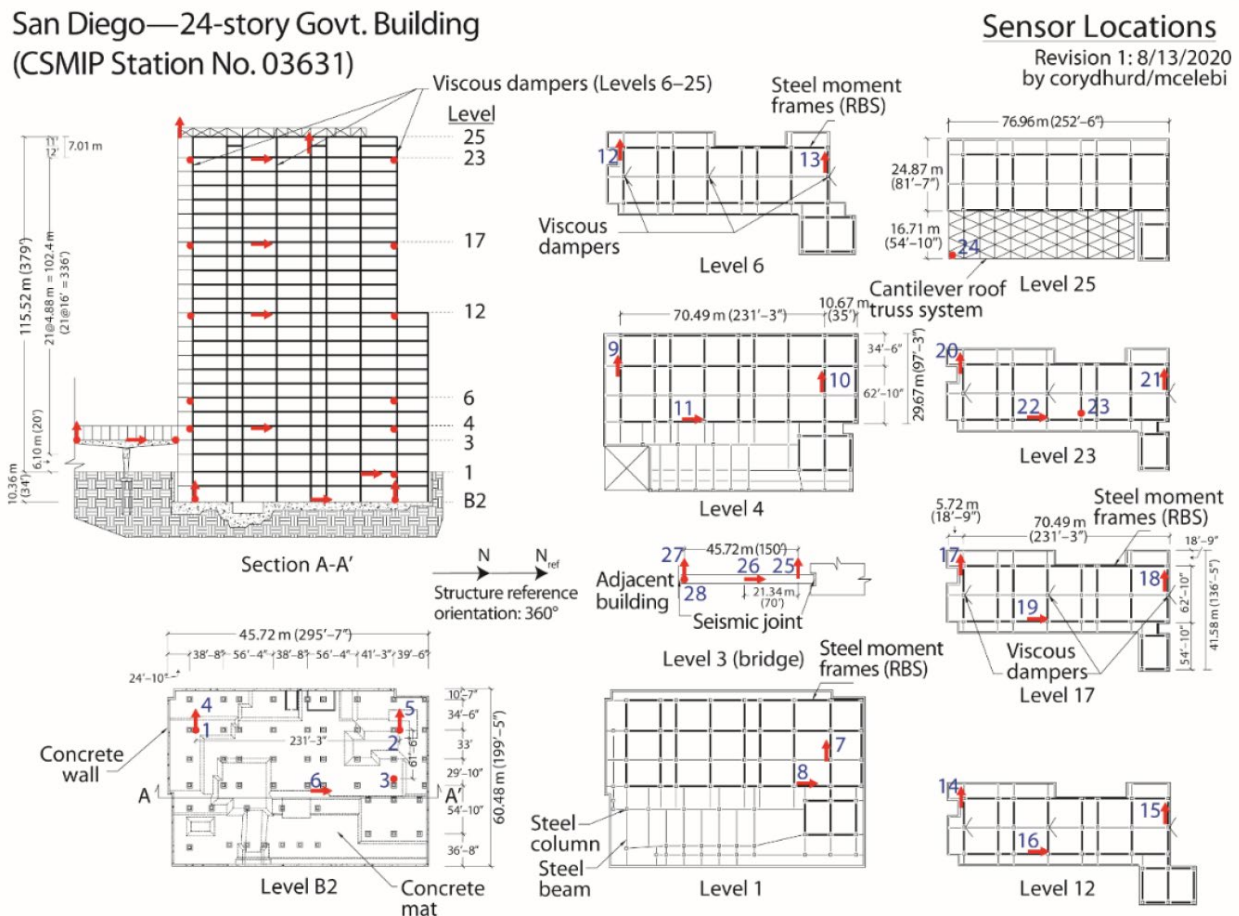 San Diego—24-story Govt. Building
(CSMIP Station No. 03631)
Sensor Locations
Revision 1: 8/13/2020
by corydhurd/mcelebi
Viscous dampers (Levels 6–25)
Level
25
23
17
12
6
4
3
1
B2
11'
12'
7.01 m
115.52 m (379')
21@4.88 m = 102.4 m
(21@16' = 336')
6.10 m (20')
10.36 m
(34')
Section A-A'
N
N ref
Structure reference
orientation: 360°
Steel moment
frames (RBS)
12
13
Viscous
dampers
Level 6
76.96 m (252'-6")
24.87 m
(81'-7")
16.71 m
(54'-10")
24
Cantilever roof
truss system
Level 25
70.49 m (231'-3")
10.67 m
(35')
9
10
11
34'-6"
62'-10"
29.67 m (97'-3")
Level 4
20
21
22
23
Level 23
45.72 m (150')
27
26
25
28
Adjacent
building
21.34 m
(70')
Seismic joint
Level 3 (bridge)
5.72 m
(18'-9")
70.49 m
(231'-3")
Steel moment
frames (RBS)
18'-9"
17
18
19
62'-10"
54'-10"
41.58 m (136'-5")
Viscous
dampers
Level 17
45.72 m (295'-7")
38'-8"
56'-4"
38'-8"
56'-4"
41'-3"
39'-6"
24'-10"
4
5
1
2
231'-3"
61'-6"
6
3
A
A'
10'-7"
34'-6"
33'
29'-10"
54'-10"
36'-8"
60.48 m (199'-5")
Concrete
wall
Level B2
Concrete
mat
Steel moment
frames (RBS)
7
8
Steel
column
Steel
beam
Level 1
14
15
16
Level 12